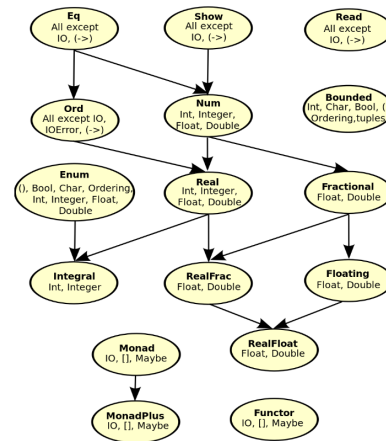 Eq
All except
IO, (->)
Show
All except
IO, (->)
Read
All except
IO, (->)
Ord
All except IO,
IOError, (->)
Num
Int, Integer,
Float, Double
Bounded
Int, Char, Bool, (
Ordering,tuples
Enum
(), Bool, Char, Ordering,
Int, Integer, Float,
Double
Real
Int, Integer,
Float, Double
Fractional
Float, Double
Integral
Int, Integer
RealFrac
Float, Double
Floating
Float, Double
Monad
IO, [], Maybe
RealFloat
Float, Double
MonadPlus
IO, [], Maybe
Functor
IO, [], Maybe